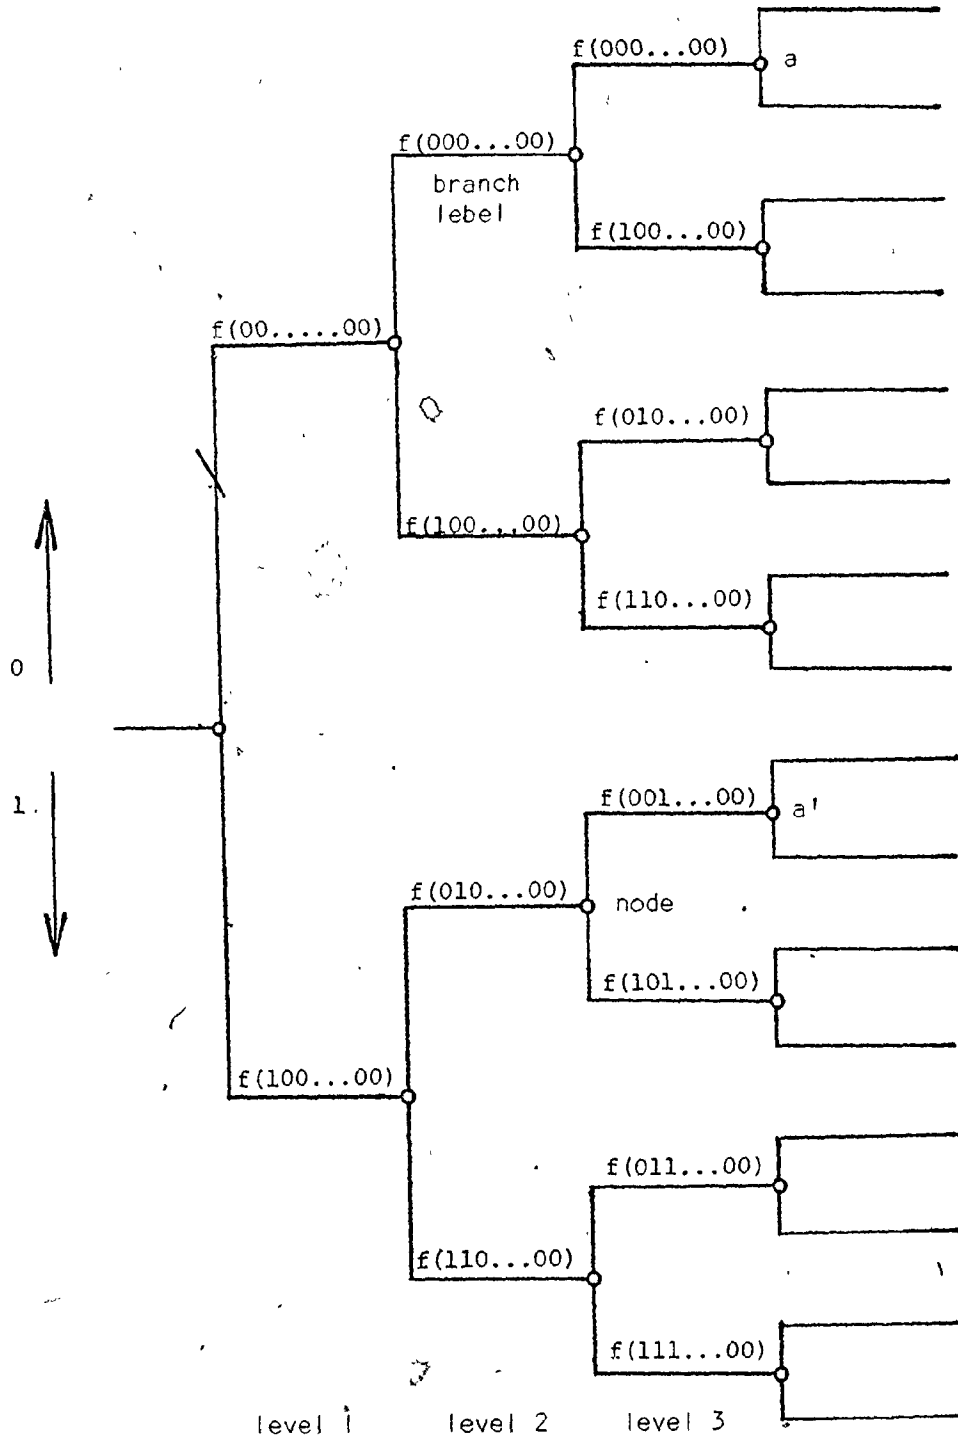 f(000...00)
a
f(000...00)
branch
lebel
f(100...00)
f(00.....00)
f(010...00)
f(100...00)
f(110...00)
0
1.
f(001...00)
a'
f(010...00)
node
f(101...00)
f(100...00)
f(011...00)
f(110...00)
f(111...00)
level 1 level 2 level 3